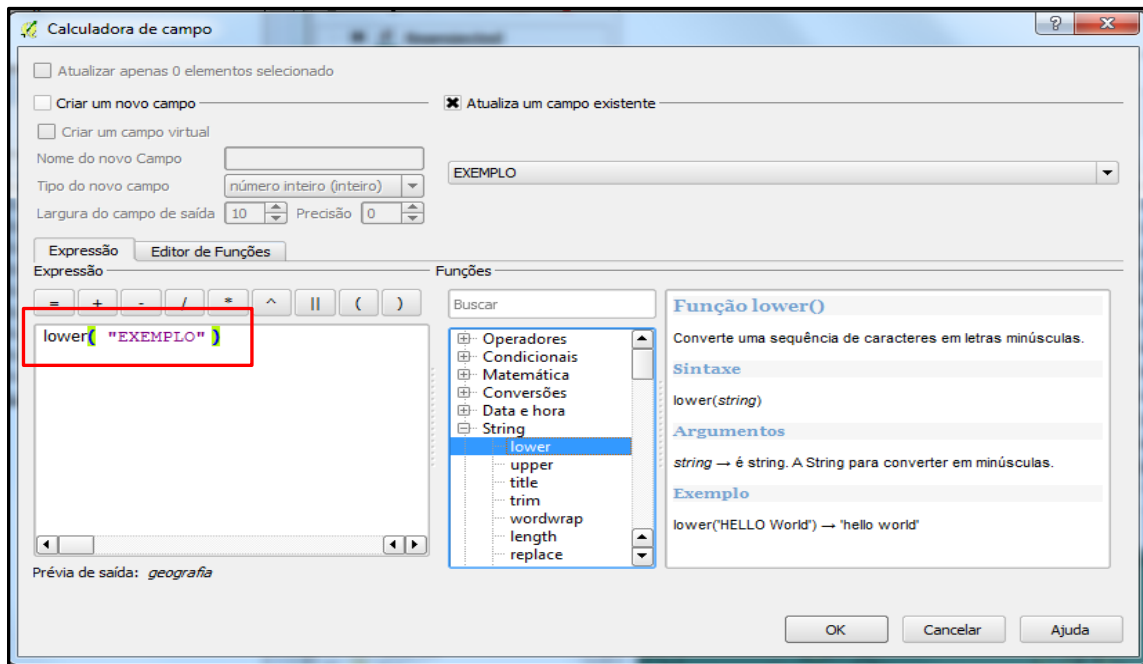 Calculadora de campo
Atualizar apenas 0 elementos selecionado
Criar um novo campo
Atualiza um campo existente
Criar um campo virtual
Nome do novo Campo
EXEMPLO
Tipo do novo campo número inteiro (inteiro)
Largura do campo de saída 10 Precisão 0
Expressão Editor de Funções
Expressão
= + - / * ^ || ( )
lower( "EXEMPLO" )
Prévia de saída: geografia
Funções
Buscar
Operadores
Condicionais
Matemática
Conversões
Data e hora
String
lower
upper
title
trim
wordwrap
length
replace
Função lower()
Converte uma sequência de caracteres em letras minúsculas.
Sintaxe
lower(string)
Argumentos
string → é string. A String para converter em minúsculas.
Exemplo
lower('HELLO World') → 'hello world'
OK Cancelar Ajuda